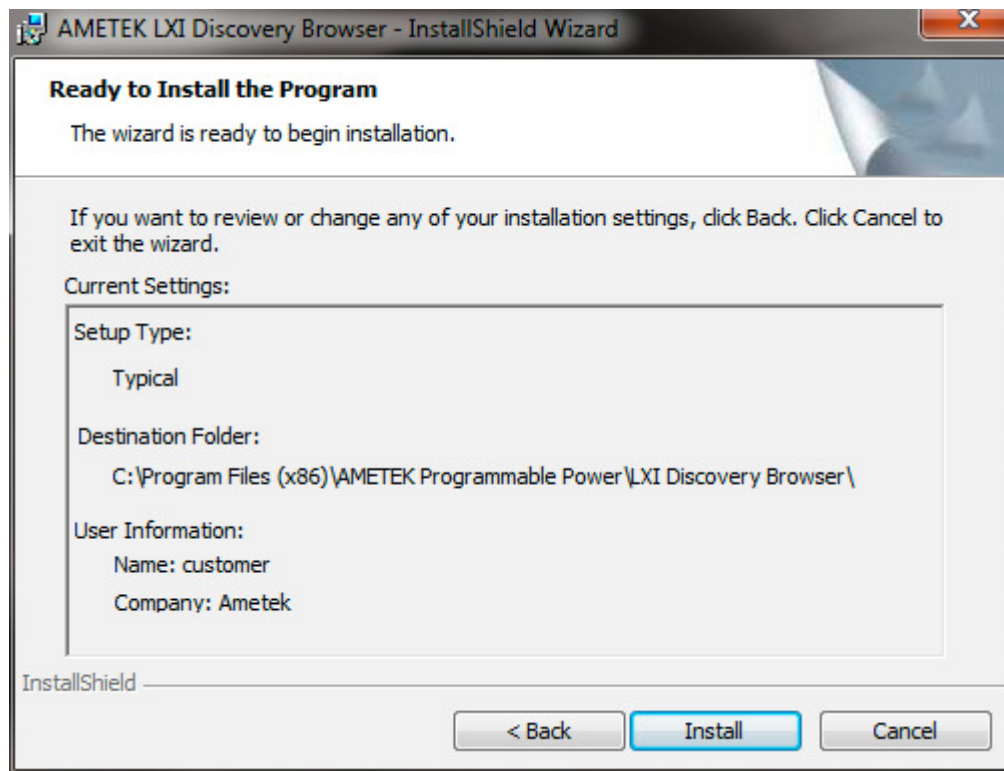 AMETEK LXI Discovery Browser - InstallShield Wizard
Ready to Install the Program
The wizard is ready to begin installation.
If you want to review or change any of your installation settings, click Back. Click Cancel to
exit the wizard.
Current Settings:
Setup Type:
Typical
Destination Folder:
C:\Program Files (x86)\AMETEK Programmable Power\LXI Discovery Browser\
User Information:
Name: customer
Company: Ametek
InstallShield
< Back
Install
Cancel